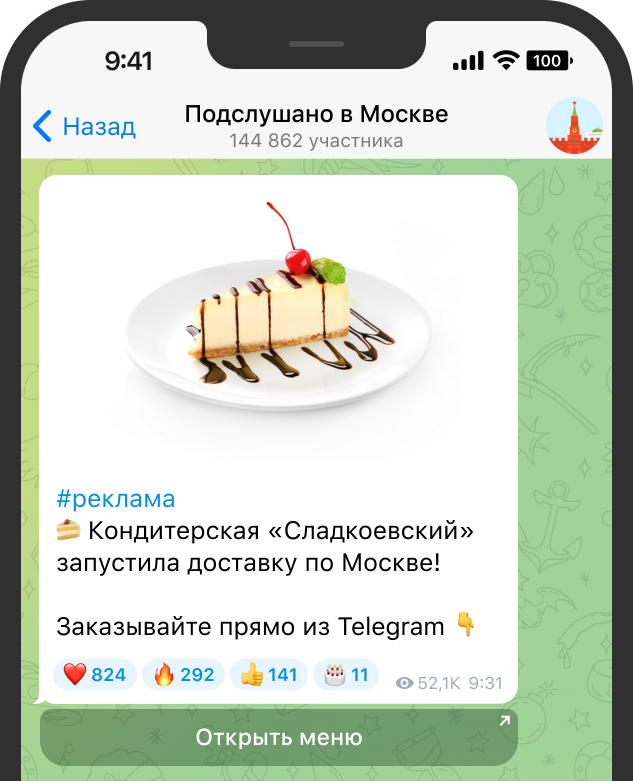 9:41
100
Назад
Подслушано в Москве
144 862 участника
#реклама
🍰 Кондитерская «Сладкоевский»
запустила доставку по Москве!
Заказывайте прямо из Telegram 👇
❤️ 824 🔥 292 👍 141 🎂 11 52,1K 9:31
Открыть меню